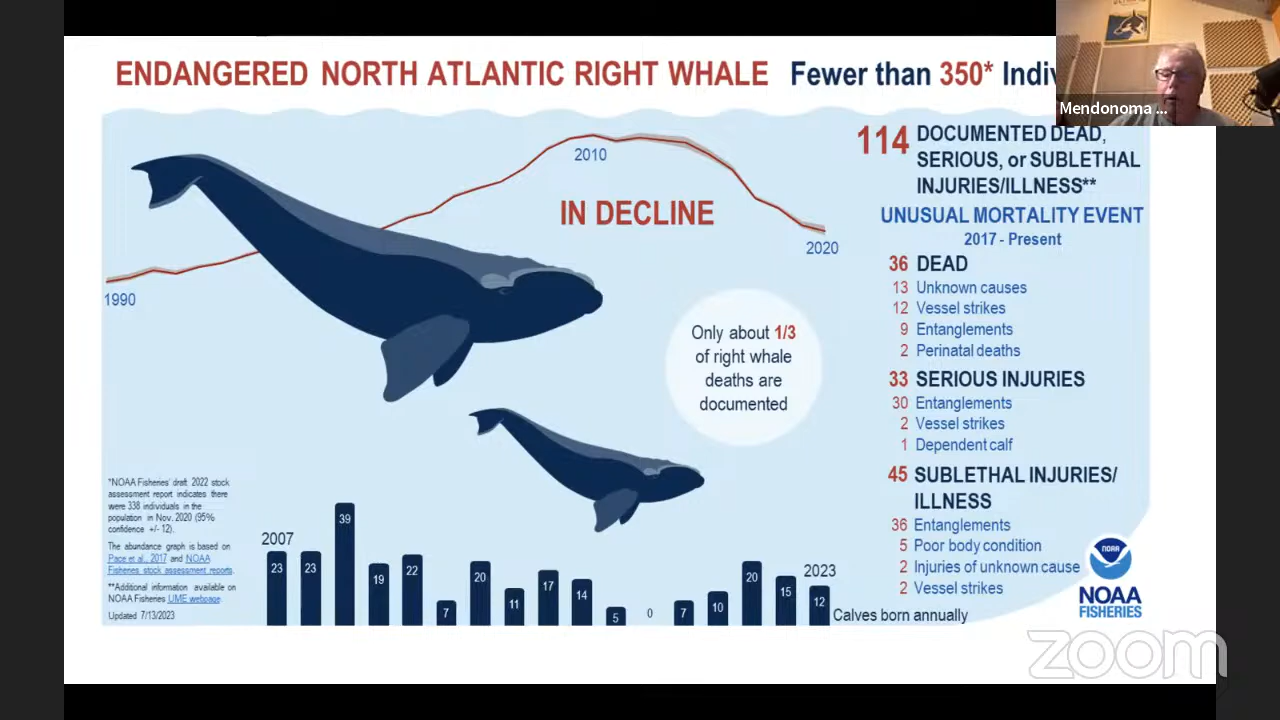 ENDANGERED NORTH ATLANTIC RIGHT WHALE Fewer than 350*
Mendonoma ...
1990
2010
2020
IN DECLINE
Only about 1/3
of right whale
deaths are
documented
114 DOCUMENTED DEAD,
SERIOUS, or SUBLETHAL
INJURIES/ILLNESS**
UNUSUAL MORTALITY EVENT
2017 - Present
36 DEAD
13 Unknown causes
12 Vessel strikes
9 Entanglements
2 Perinatal deaths
33 SERIOUS INJURIES
30 Entanglements
2 Vessel strikes
1 Dependent calf
45 SUBLETHAL INJURIES/
ILLNESS
36 Entanglements
5 Poor body condition
2 Injuries of unknown cause
2 Vessel strikes
*NOAA Fisheries' draft 2022 stock
assessment report indicates there
were 338 individuals in the
population in Nov. 2020 (95%
confidence +/- 12).
The abundance graph is based on
Pace et al., 2017 and NOAA
Fisheries stock assessment reports.
**Additional information available on
NOAA Fisheries UME webpage.
Updated 7/13/2023
2007
23 23 39 19 22 7 20 11 17 14 5 0 7 10 20 15 12
2023
Calves born annually
NOAA
NOAA
FISHERIES
zoom